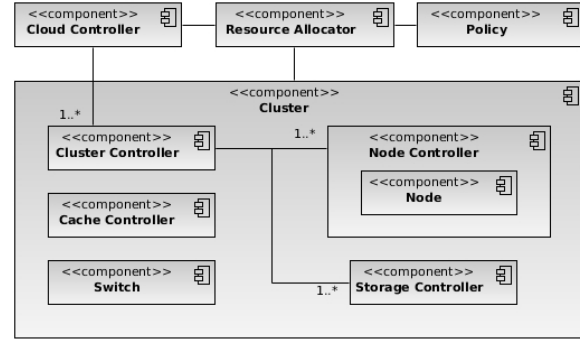 <<component>>
Cloud Controller
<<component>>
Resource Allocator
<<component>>
Policy
<<component>>
Cluster
1..*
<<component>>
Cluster Controller
1..*
<<component>>
Node Controller
<<component>>
Node
<<component>>
Cache Controller
<<component>>
Switch
1..*
<<component>>
Storage Controller